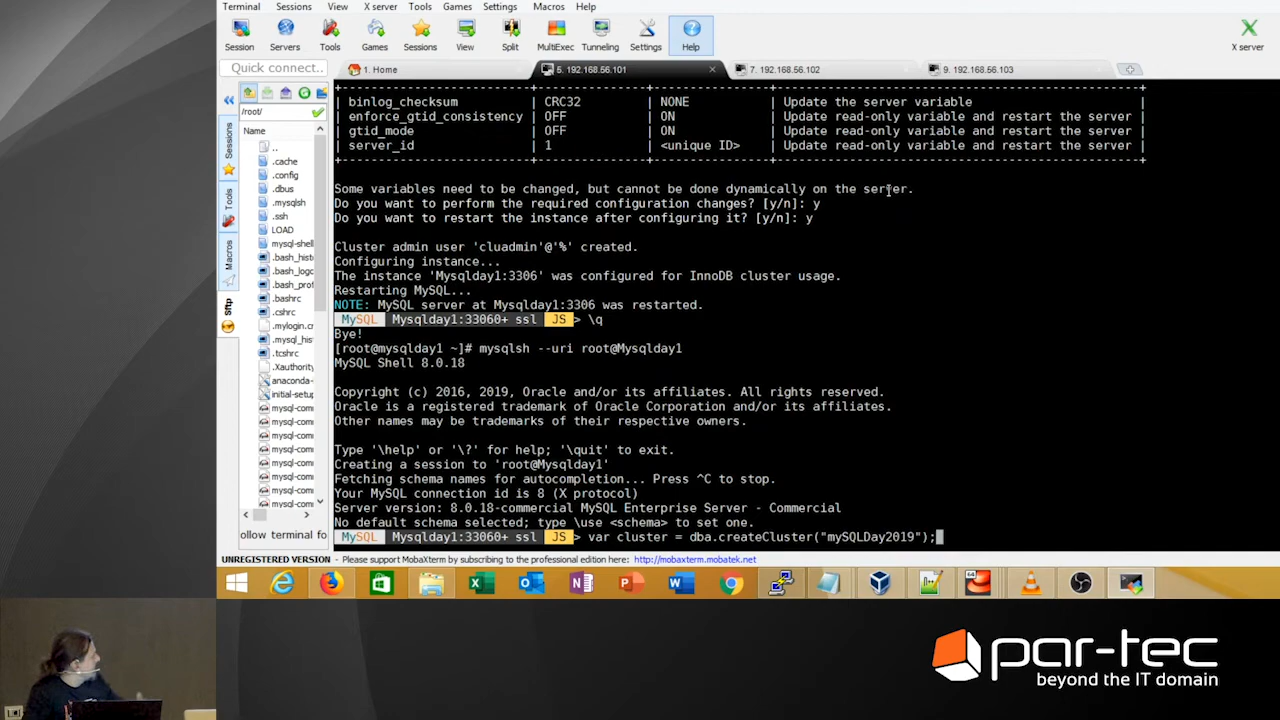 Terminal Sessions View X server Tools Games Settings Macros Help
Session Servers Tools Games Sessions View Split MultiExec Tunneling Settings Help X server
Quick connect...
1. Home
5. 192.168.56.101
7. 192.168.56.102
9. 192.168.56.103
/root/
Name
..
.cache
.config
.dbus
.mysqlsh
.ssh
LOAD
mysql-shell
.bash_hist
.bash_logo
.bash_prof
.bashrc
.cshrc
.mylogin.cn
.mysql_his
.tcshrc
.Xauthority
anaconda-
initial-setup
mysql-com
mysql-com
mysql-com
mysql-com
mysql-com
mysql-com
mysql-com
mysql-com
Sessions
Tools
Macros
Sftp
ollow terminal fo
| binlog_checksum | CRC32 | NONE | Update the server variable |
| enforce_gtid_consistency | OFF | ON | Update read-only variable and restart the server |
| gtid_mode | OFF | ON | Update read-only variable and restart the server |
| server_id | 1 | <unique ID> | Update read-only variable and restart the server |
Some variables need to be changed, but cannot be done dynamically on the server.
Do you want to perform the required configuration changes? [y/n]: y
Do you want to restart the instance after configuring it? [y/n]: y
Cluster admin user 'cluadmin'@'%' created.
Configuring instance...
The instance 'Mysqlday1:3306' was configured for InnoDB cluster usage.
Restarting MySQL...
NOTE: MySQL server at Mysqlday1:3306 was restarted.
MySQL Mysqlday1:33060+ ssl JS > \q
Bye!
[root@mysqlday1 ~]# mysqlsh --uri root@Mysqlday1
MySQL Shell 8.0.18
Copyright (c) 2016, 2019, Oracle and/or its affiliates. All rights reserved.
Oracle is a registered trademark of Oracle Corporation and/or its affiliates.
Other names may be trademarks of their respective owners.
Type '\help' or '\?' for help; '\quit' to exit.
Creating a session to 'root@Mysqlday1'
Fetching schema names for autocompletion... Press ^C to stop.
Your MySQL connection id is 8 (X protocol)
Server version: 8.0.18-commercial MySQL Enterprise Server - Commercial
No default schema selected; type \use <schema> to set one.
MySQL Mysqlday1:33060+ ssl JS > var cluster = dba.createCluster("mySQLDay2019");
UNREGISTERED VERSION - Please support MobaXterm by subscribing to the professional edition here: http://mobaxterm.mobatek.net
par-tec
beyond the IT domain